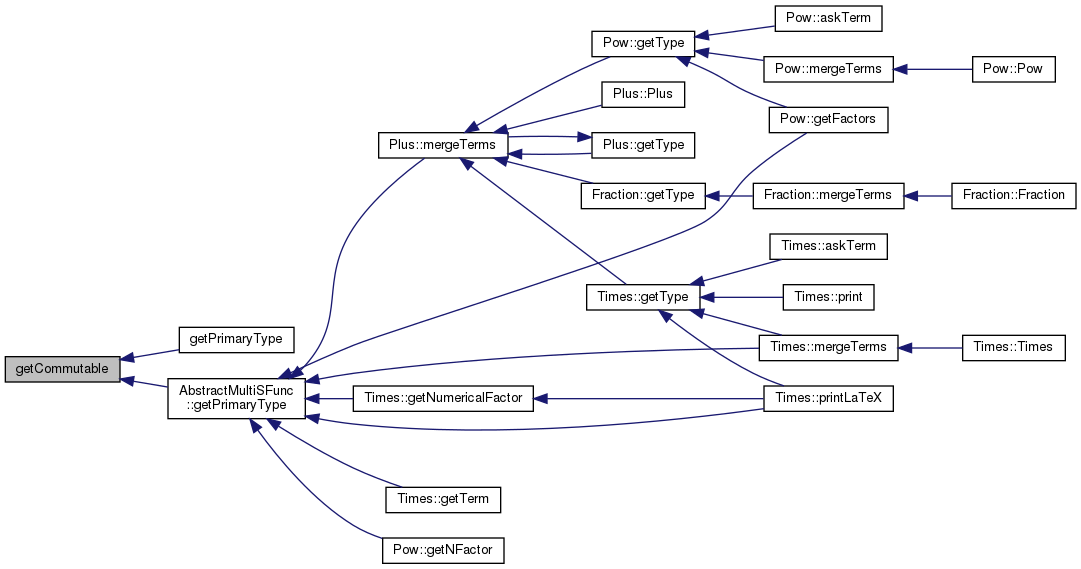 Pow::askTerm
Pow::getType
Pow::mergeTerms
Pow::Pow
Plus::Plus
Pow::getFactors
Plus::mergeTerms
Plus::getType
Fraction::getType
Fraction::mergeTerms
Fraction::Fraction
Times::askTerm
Times::getType
Times::print
getPrimaryType
Times::mergeTerms
Times::Times
getCommutable
AbstractMultiSFunc
::getPrimaryType
Times::getNumericalFactor
Times::printLaTeX
Times::getTerm
Pow::getNFactor